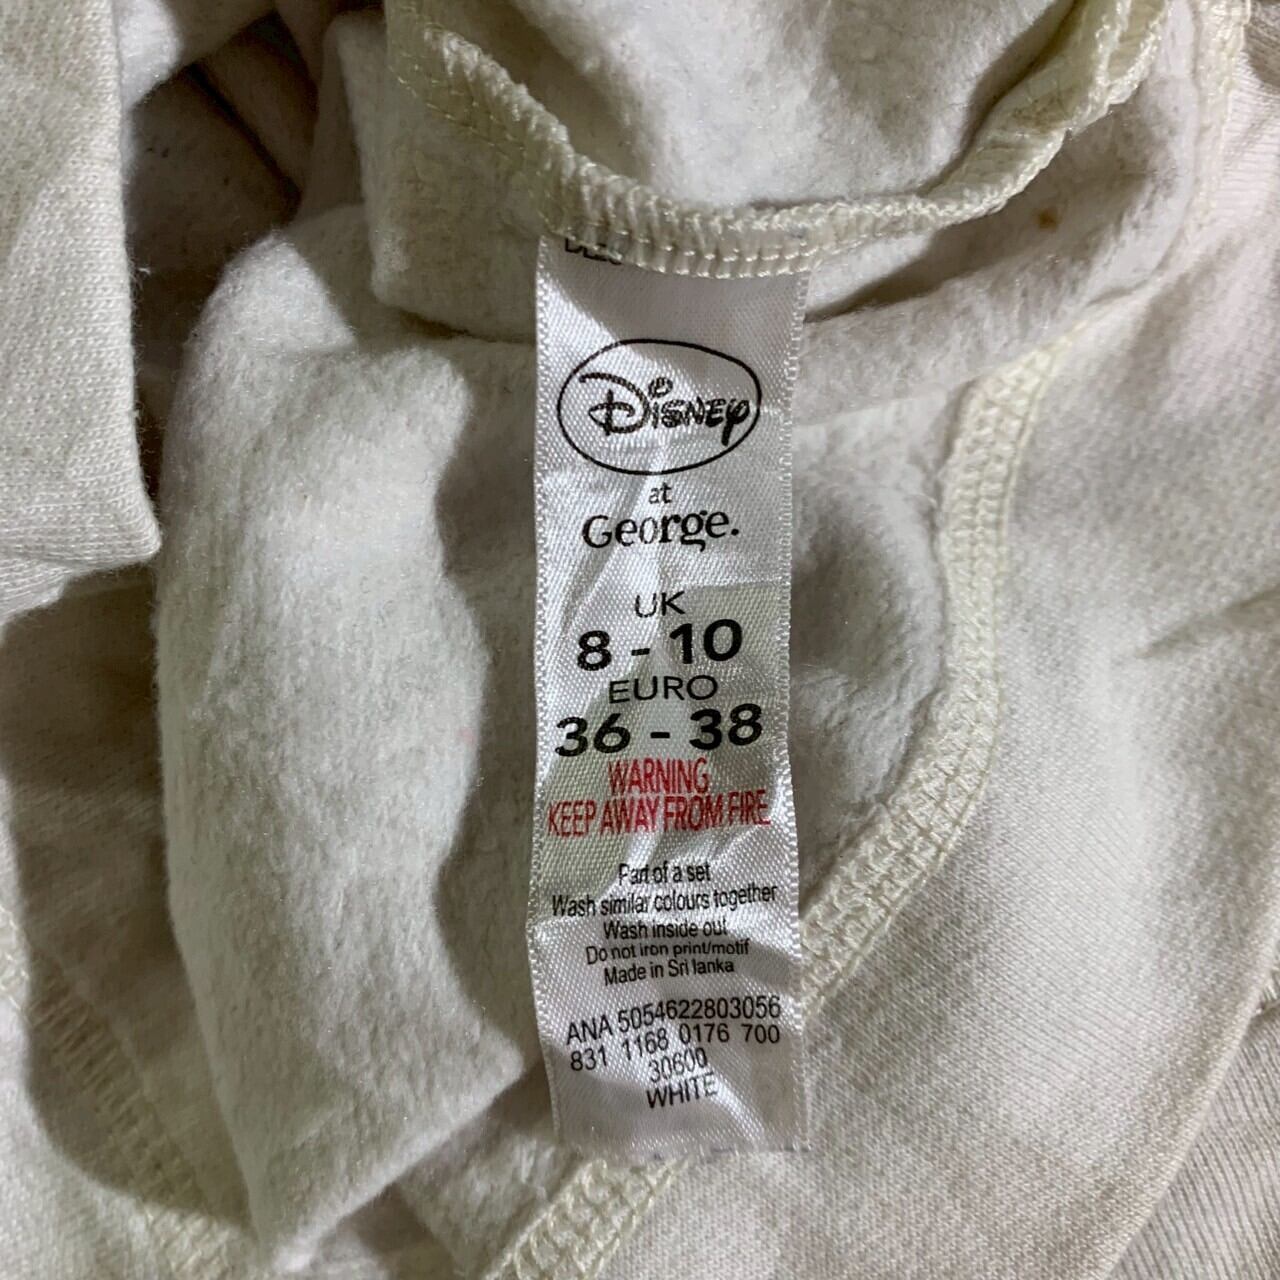 Disney
at
George.
UK
8 - 10
EURO
36 - 38
WARNING
KEEP AWAY FROM FIRE
Part of a set
Wash similar colours together
Wash inside out
Do not iron print/motif
Made in Sri lanka
ANA 5054622803056
831 1168 0176 700
30600
WHITE